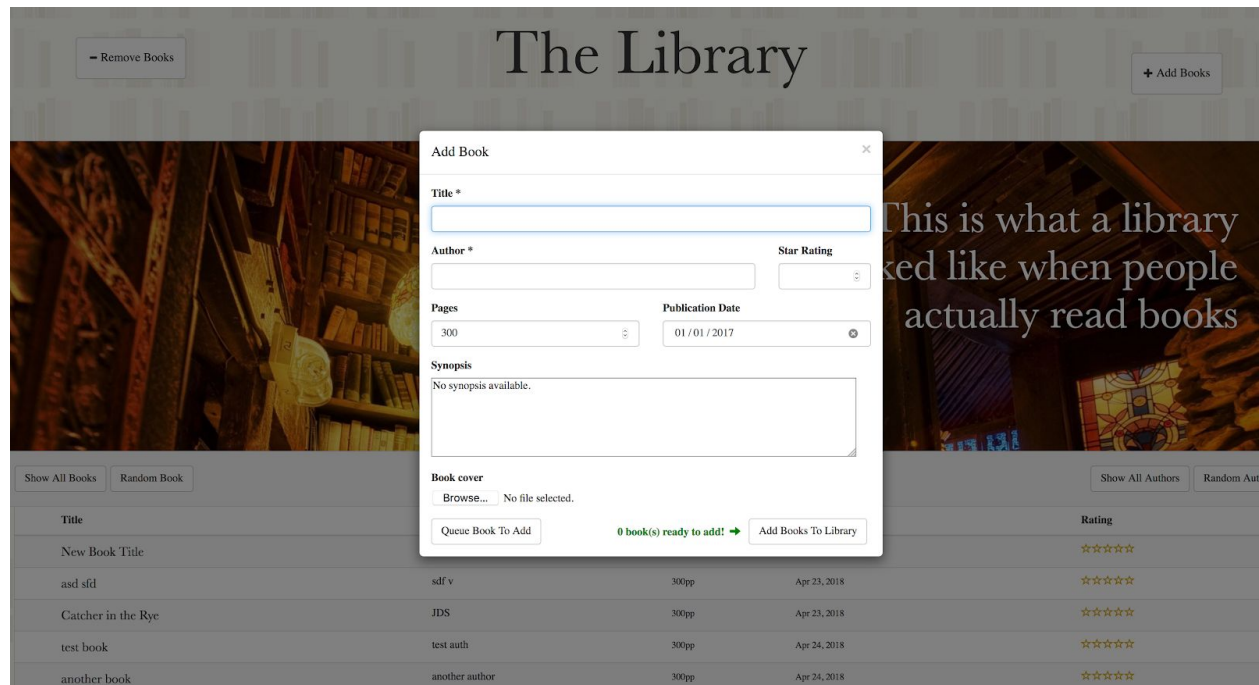 The Library
Remove Books
Add Books
This is what a library
ked like when people
actually read books
Add Book
×
Title *
Author *
Star Rating
Pages
Publication Date
300
01 / 01 / 2017
Synopsis
No synopsis available.
Book cover
Browse... No file selected.
Queue Book To Add
0 book(s) ready to add!
Add Books To Library
Show All Books
Random Book
Show All Authors
Random Aut
Title
Rating
New Book Title
asd sfd sdf v 300pp Apr 23, 2018
Catcher in the Rye JDS 300pp Apr 23, 2018
test book test auth 300pp Apr 24, 2018
another book another author 300pp Apr 24, 2018